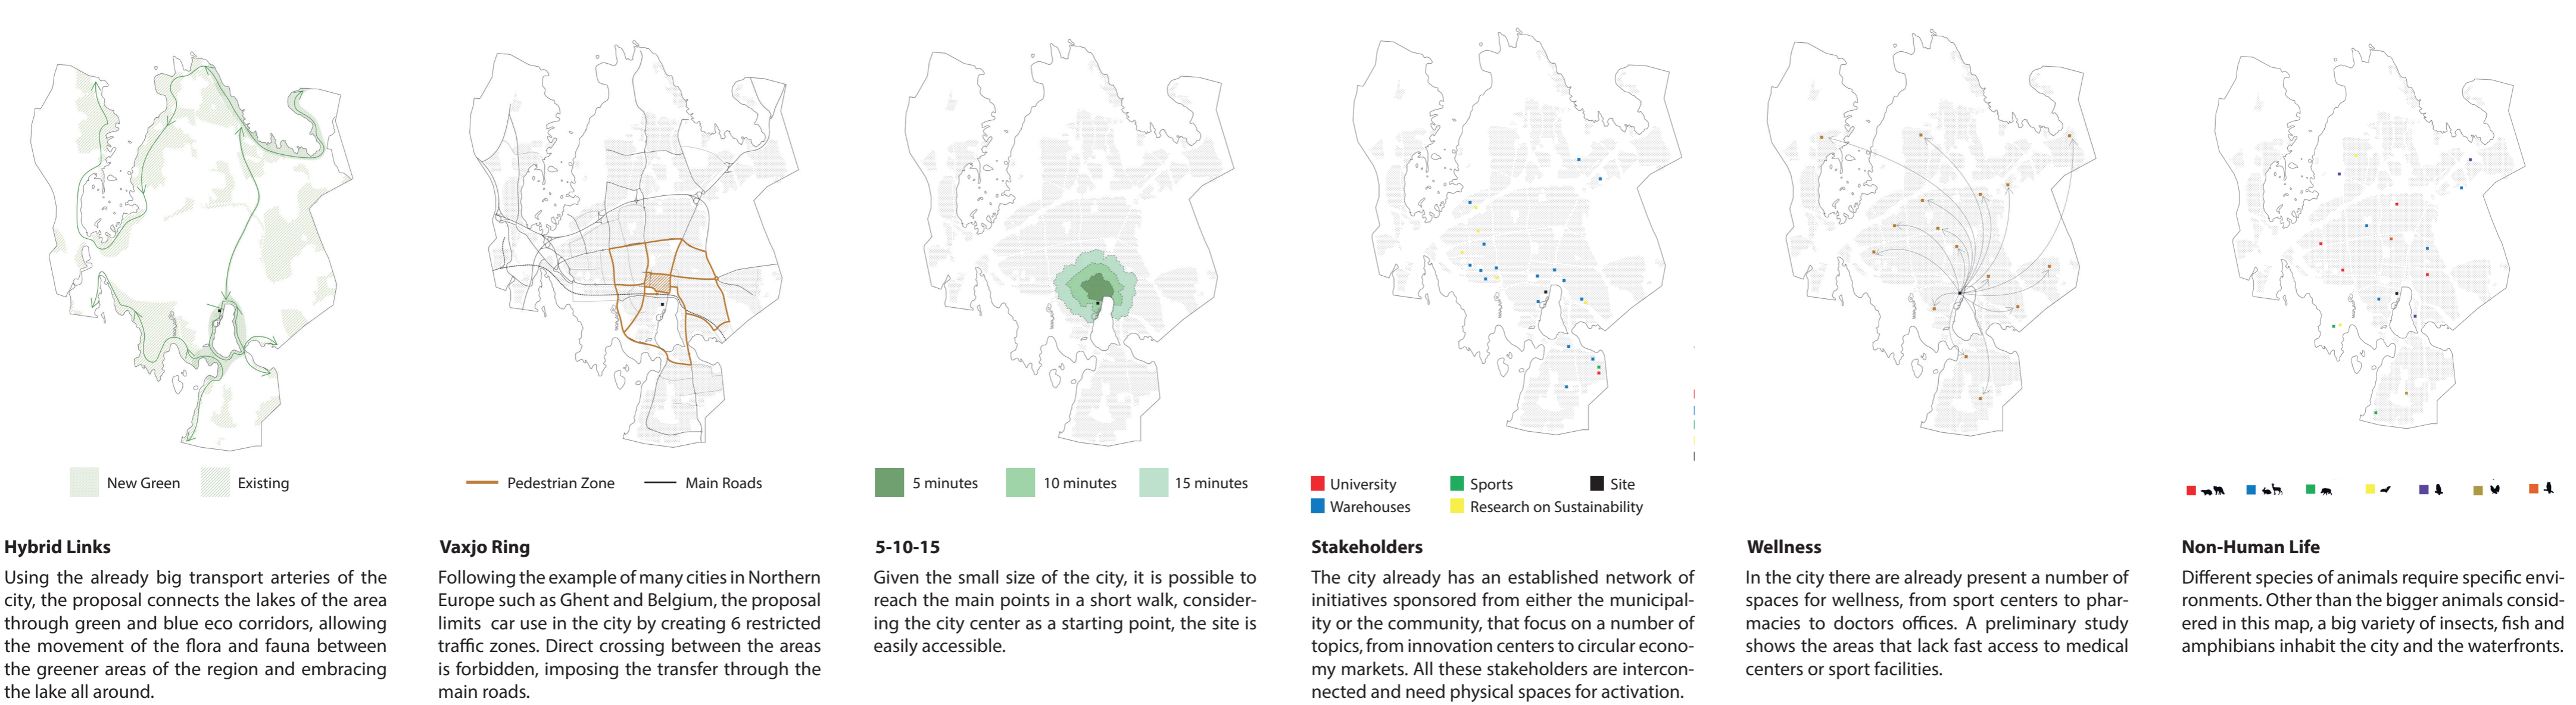 New Green
Existing
Pedestrian Zone
Main Roads
5 minutes
10 minutes
15 minutes
University
Sports
Site
Warehouses
Research on Sustainability
Hybrid Links
Using the already big transport arteries of the
city, the proposal connects the lakes of the area
through green and blue eco corridors, allowing
the movement of the flora and fauna between
the greener areas of the region and embracing
the lake all around.
Vaxjo Ring
Following the example of many cities in Northern
Europe such as Ghent and Belgium, the proposal
limits car use in the city by creating 6 restricted
traffic zones. Direct crossing between the areas
is forbidden, imposing the transfer through the
main roads.
5-10-15
Given the small size of the city, it is possible to
reach the main points in a short walk, consider-
ing the city center as a starting point, the site is
easily accessible.
Stakeholders
The city already has an established network of
initiatives sponsored from either the municipal-
ity or the community, that focus on a number of
topics, from innovation centers to circular econo-
my markets. All these stakeholders are intercon-
nected and need physical spaces for activation.
Wellness
In the city there are already present a number of
spaces for wellness, from sport centers to phar-
macies to doctors offices. A preliminary study
shows the areas that lack fast access to medical
centers or sport facilities.
Non-Human Life
Different species of animals require specific envi-
ronments. Other than the bigger animals consid-
ered in this map, a big variety of insects, fish and
amphibians inhabit the city and the waterfronts.